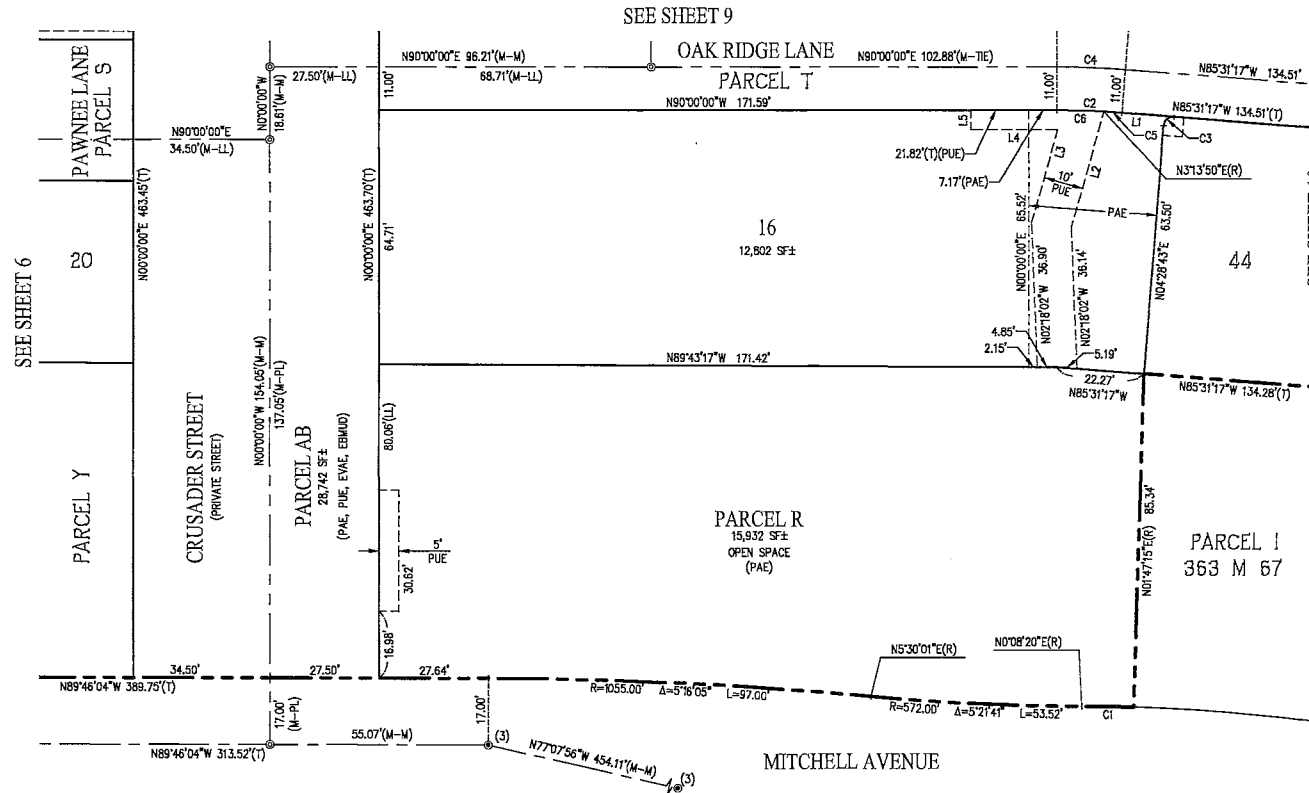 SEE SHEET 9
OAK RIDGE LANE
N90°00'00"E 96.21'(M-M)
N90°00'00"E 102.88'(M-TIE)
C4
N85°31'17"W 134.51'
27.50'(M-LL)
68.71'(M-LL)
PARCEL T
PAWNEE LANE
PARCEL S
N0°00'00"W
18.61'(M-M)
11.00'
11.00'
11.00'
N90°00'00"W 171.59'
C2
C6
L1
C5
N85°31'17"W 134.51'(T)
C3
N90°00'00"E
34.50'(M-LL)
L5
L4
L3
L2
21.82'(T)(PUE)
7.17'(PAE)
N3°13'50"E(R)
10'
PUE
PAE
N00°00'00"E 463.45'(T)
N00°00'00"E 463.70'(T)
64.71'
16
12,602 SF±
N00°00'00"E 65.52'
N02°18'02"W 36.90'
N02°18'02"W 36.14'
N04°28'43"E 63.50'
44
20
SEE SHEET 6
4.85'
2.15'
5.19'
N89°43'17"W 171.42'
22.27'
N85°31'17"W
N85°31'17"W 134.28'(T)
PARCEL Y
CRUSADER STREET
(PRIVATE STREET)
N00°00'00"W 154.05'(M-M)
137.05'(M-PL)
PARCEL AB
28,742 SF±
(PAE, PUE, EVAE, EBMUD)
80.06'(LL)
5'
PUE
30.62'
16.98'
PARCEL R
15,932 SF±
OPEN SPACE
(PAE)
N01°47'15"E(R) 85.34'
PARCEL 1
363 M 67
N5°30'01"E(R)
N0°08'20"E(R)
34.50'
27.50'
27.64'
N89°46'04"W 389.75'(T)
R=1055.00' Δ=5°16'05" L=97.00'
R=572.00' Δ=5°21'41" L=53.52'
C1
17.00'
(M-PL)
17.00'
55.07'(M-M)
(3)
N89°46'04"W 313.52'(T)
N77°07'56"W 454.11'(M-M)
(3)
MITCHELL AVENUE